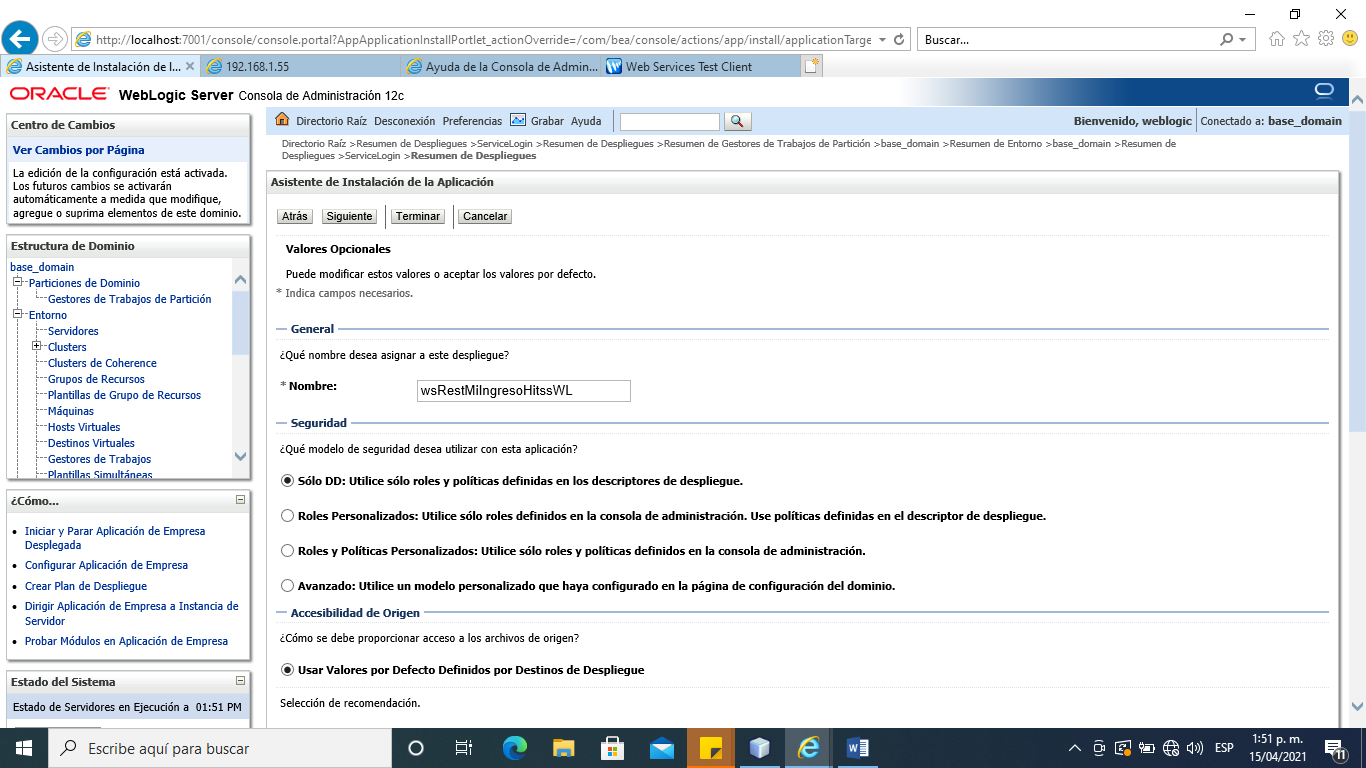 http://localhost:7001/console/console.portal?AppApplicationInstallPortlet_actionOverride=/com/bea/console/actions/app/install/applicationTarge
Buscar...
Asistente de Instalación de l...
192.168.1.55
Ayuda de la Consola de Admin...
Web Services Test Client
ORACLE WebLogic Server Consola de Administración 12c
Centro de Cambios
Ver Cambios por Página
La edición de la configuración está activada.
Los futuros cambios se activarán
automáticamente a medida que modifique,
agregue o suprima elementos de este dominio.
Estructura de Dominio
base_domain
Particiones de Dominio
Gestores de Trabajos de Partición
Entorno
Servidores
Clusters
Clusters de Coherence
Grupos de Recursos
Plantillas de Grupo de Recursos
Máquinas
Hosts Virtuales
Destinos Virtuales
Gestores de Trabajos
Plantillas Simultáneas
¿Cómo...
Iniciar y Parar Aplicación de Empresa
Desplegada
Configurar Aplicación de Empresa
Crear Plan de Despliegue
Dirigir Aplicación de Empresa a Instancia de
Servidor
Probar Módulos en Aplicación de Empresa
Estado del Sistema
Estado de Servidores en Ejecución a 01:51 PM
Directorio Raíz Desconexión Preferencias Grabar Ayuda
Bienvenido, weblogic
Conectado a: base_domain
Directorio Raíz >Resumen de Despliegues >ServiceLogin >Resumen de Despliegues >Resumen de Gestores de Trabajos de Partición >base_domain >Resumen de Entorno >base_domain >Resumen de
Despliegues >ServiceLogin >Resumen de Despliegues
Asistente de Instalación de la Aplicación
Atrás Siguiente Terminar Cancelar
Valores Opcionales
Puede modificar estos valores o aceptar los valores por defecto.
* Indica campos necesarios.
General
¿Qué nombre desea asignar a este despliegue?
* Nombre: wsRestMiIngresoHitssWL
Seguridad
¿Qué modelo de seguridad desea utilizar con esta aplicación?
Sólo DD: Utilice sólo roles y políticas definidas en los descriptores de despliegue.
Roles Personalizados: Utilice sólo roles definidos en la consola de administración. Use políticas definidas en el descriptor de despliegue.
Roles y Políticas Personalizados: Utilice sólo roles y políticas definidos en la consola de administración.
Avanzado: Utilice un modelo personalizado que haya configurado en la página de configuración del dominio.
Accesibilidad de Origen
¿Cómo se debe proporcionar acceso a los archivos de origen?
Usar Valores por Defecto Definidos por Destinos de Despliegue
Selección de recomendación.
Escribe aquí para buscar
ESP
1:51 p. m.
15/04/2021
11